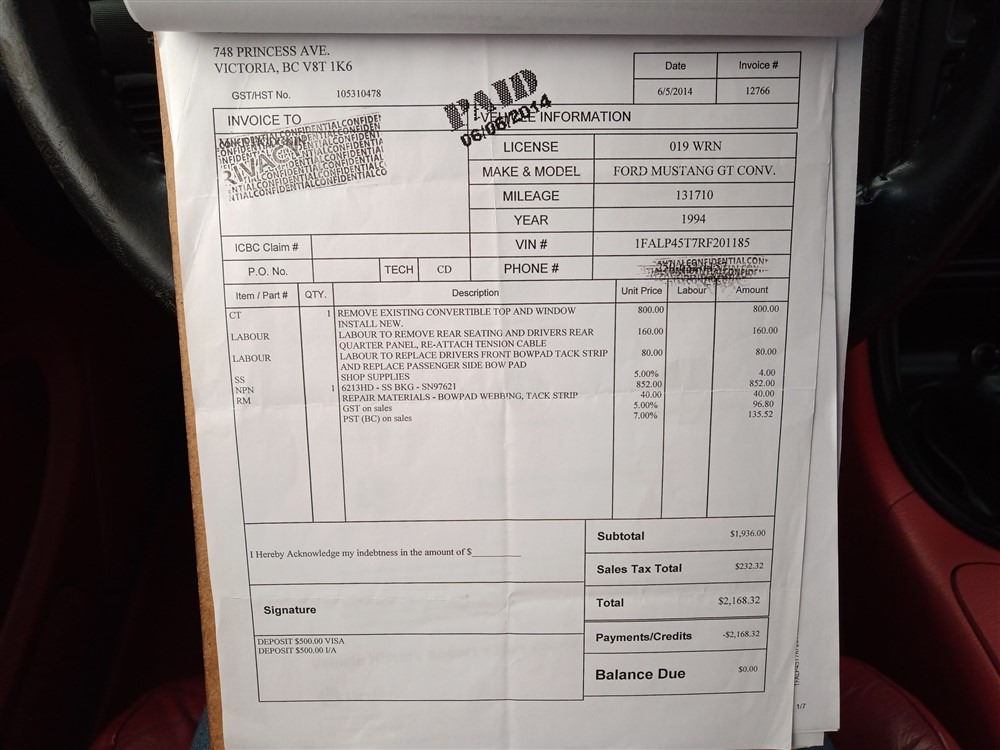 748 PRINCESS AVE.
VICTORIA, BC V8T 1K6
GST/HST No. 105310478
Date Invoice #
6/5/2014 12766
PAID
06/06/2014
INVOICE TO
INFORMATION
CONFIDENTIAL
LICENSE 019 WRN
MAKE & MODEL FORD MUSTANG GT CONV.
MILEAGE 131710
YEAR 1994
ICBC Claim # VIN # 1FALP45T7RF201185
P.O. No. TECH CD PHONE #
Item / Part # QTY. Description Unit Price Labour Amount
CT 1 REMOVE EXISTING CONVERTIBLE TOP AND WINDOW 800.00 800.00
INSTALL NEW.
LABOUR LABOUR TO REMOVE REAR SEATING AND DRIVERS REAR 160.00 160.00
QUARTER PANEL, RE-ATTACH TENSION CABLE
LABOUR LABOUR TO REPLACE DRIVERS FRONT BOWPAD TACK STRIP 80.00 80.00
AND REPLACE PASSENGER SIDE BOW PAD
SS SHOP SUPPLIES 5.00% 4.00
NPN 1 6213HD - SS BKG - SN97621 852.00 852.00
RM REPAIR MATERIALS - BOWPAD WEBBING, TACK STRIP 40.00 40.00
GST on sales 5.00% 96.80
PST (BC) on sales 7.00% 135.52
I Hereby Acknowledge my indebtness in the amount of $
Signature
DEPOSIT $500.00 VISA
DEPOSIT $500.00 I/A
Subtotal $1,936.00
Sales Tax Total $232.32
Total $2,168.32
Payments/Credits -$2,168.32
Balance Due $0.00
1/7